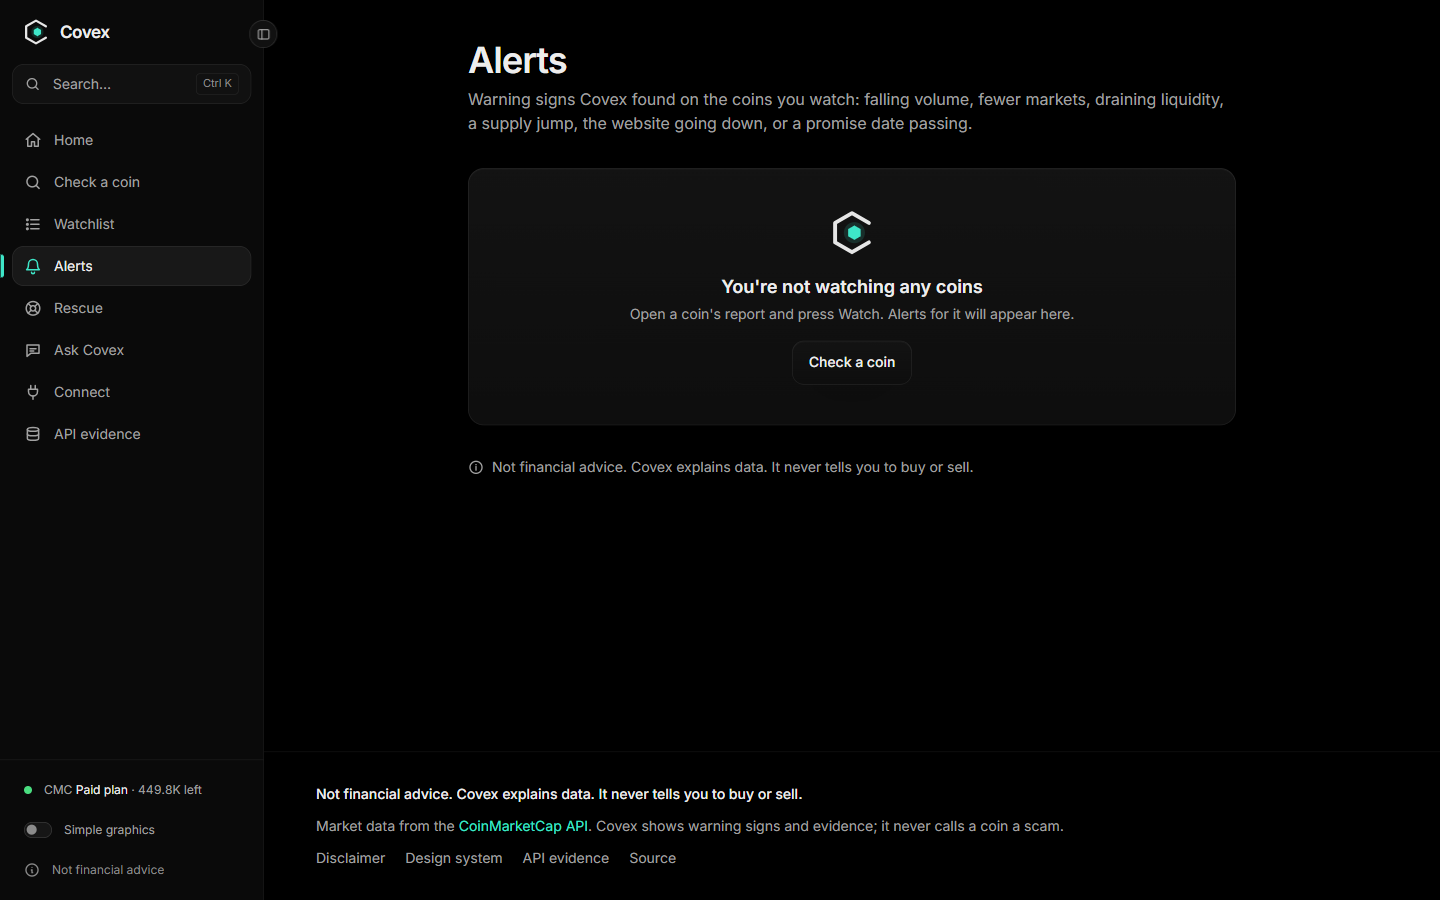 Covex
Search...
Ctrl K
Home
Check a coin
Watchlist
Alerts
Rescue
Ask Covex
Connect
API evidence
CMC Paid plan · 449.8K left
Simple graphics
Not financial advice
Alerts
Warning signs Covex found on the coins you watch: falling volume, fewer markets, draining liquidity,
a supply jump, the website going down, or a promise date passing.
You're not watching any coins
Open a coin's report and press Watch. Alerts for it will appear here.
Check a coin
Not financial advice. Covex explains data. It never tells you to buy or sell.
Not financial advice. Covex explains data. It never tells you to buy or sell.
Market data from the CoinMarketCap API. Covex shows warning signs and evidence; it never calls a coin a scam.
Disclaimer
Design system
API evidence
Source